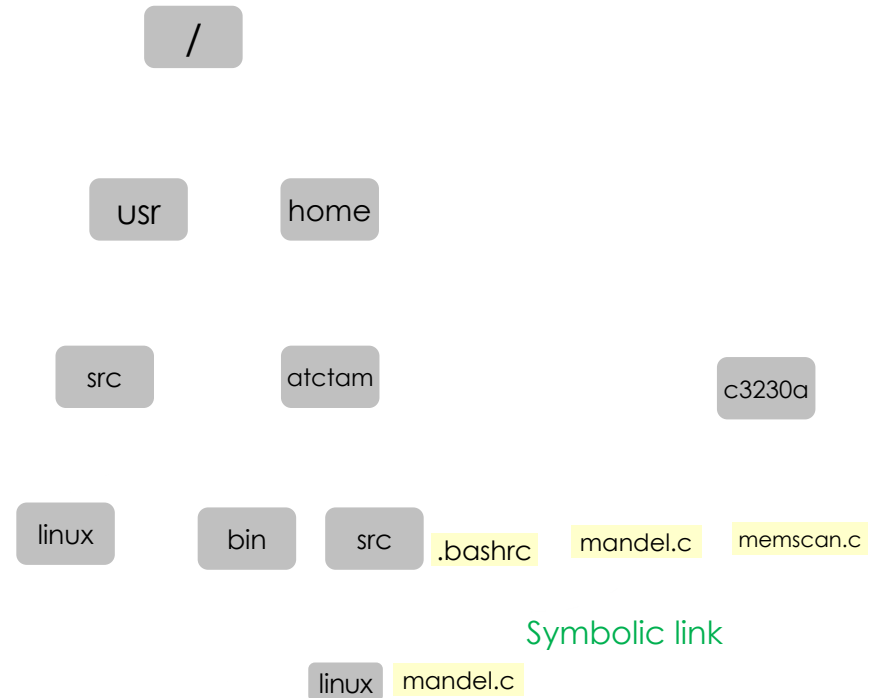 /
usr
home
src
atctam
c3230a
linux
bin
src
.bashrc
mandel.c
memscan.c
Symbolic link
linux
mandel.c